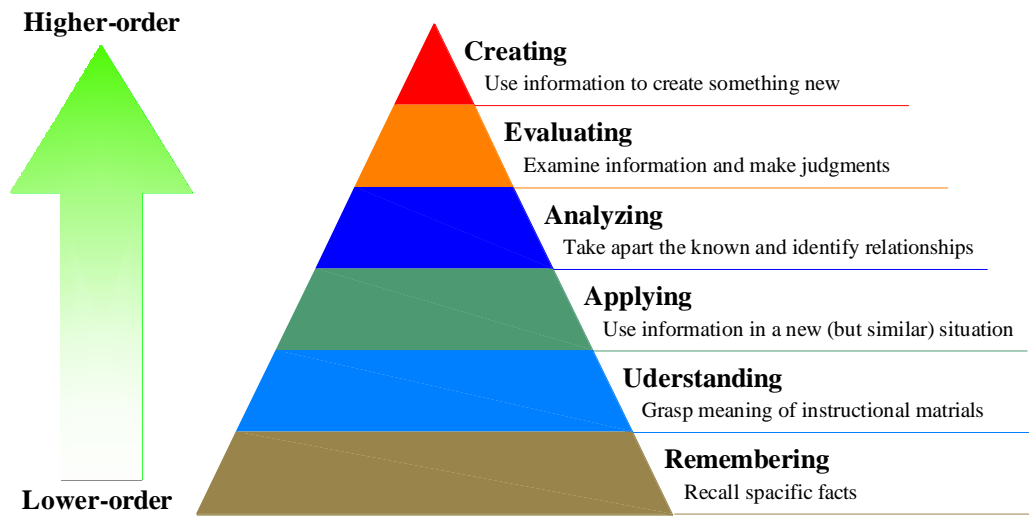 Higher-order
Creating
Use information to create something new
Evaluating
Examine information and make judgments
Analyzing
Take apart the known and identify relationships
Applying
Use information in a new (but similar) situation
Uderstanding
Grasp meaning of instructional matrials
Remembering
Recall spacific facts
Lower-order